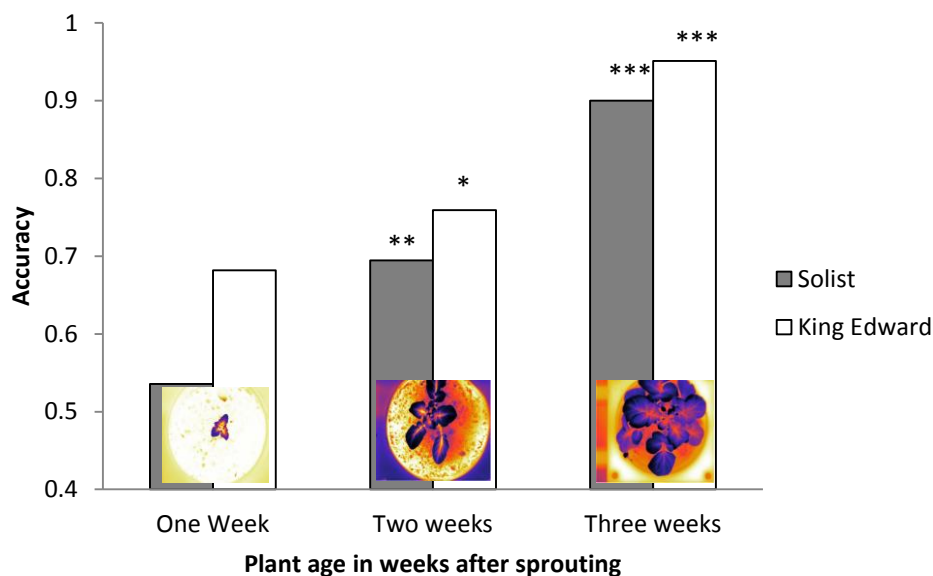 1
0.9
0.8
0.7
0.6
0.5
0.4
Accuracy
**
*
***
***
One Week
Two weeks
Three weeks
Plant age in weeks after sprouting
Solist
King Edward